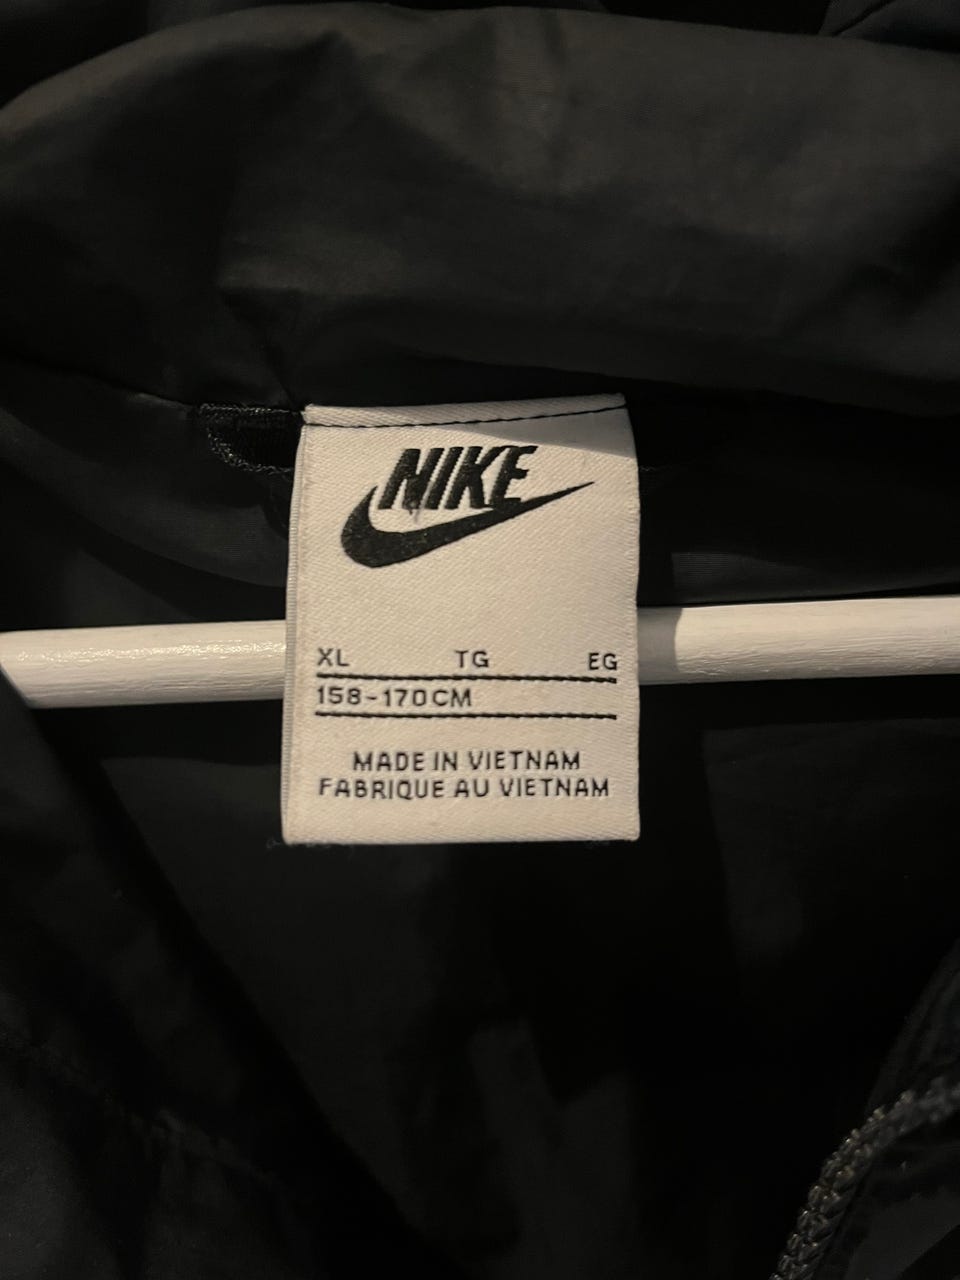 NIKE
XL TG EG
158-170CM
MADE IN VIETNAM
FABRIQUE AU VIETNAM